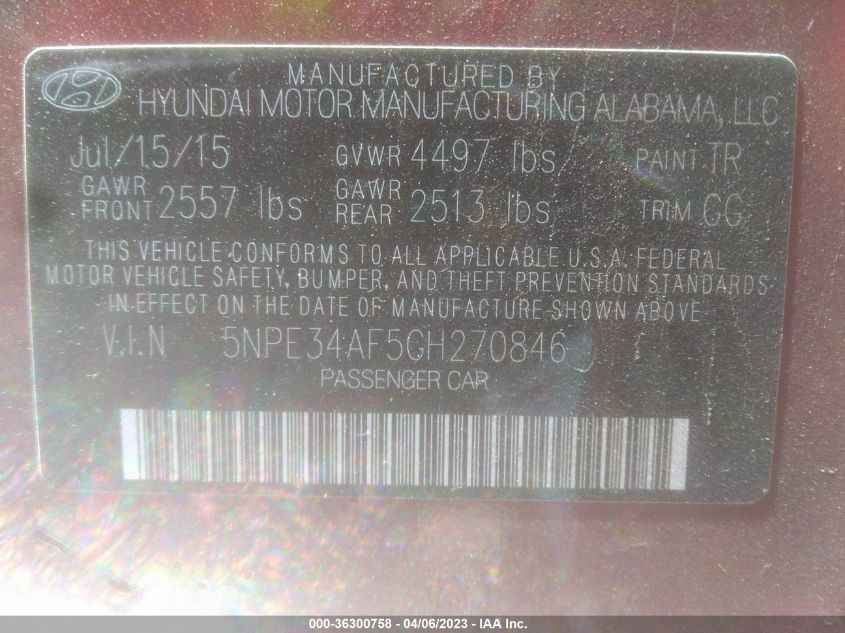 MANUFACTURED BY
HYUNDAI MOTOR MANUFACTURING ALABAMA, LLC
Jul/15/15 GVWR 4497 lbs PAINT TR
GAWR FRONT 2557 lbs GAWR REAR 2513 lbs TRIM GG
THIS VEHICLE CONFORMS TO ALL APPLICABLE U.S.A. FEDERAL
MOTOR VEHICLE SAFETY, BUMPER, AND THEFT PREVENTION STANDARDS
IN EFFECT ON THE DATE OF MANUFACTURE SHOWN ABOVE.
V.I.N 5NPE34AF5GH270846
PASSENGER CAR
000-36300758 - 04/06/2023 - IAA Inc.